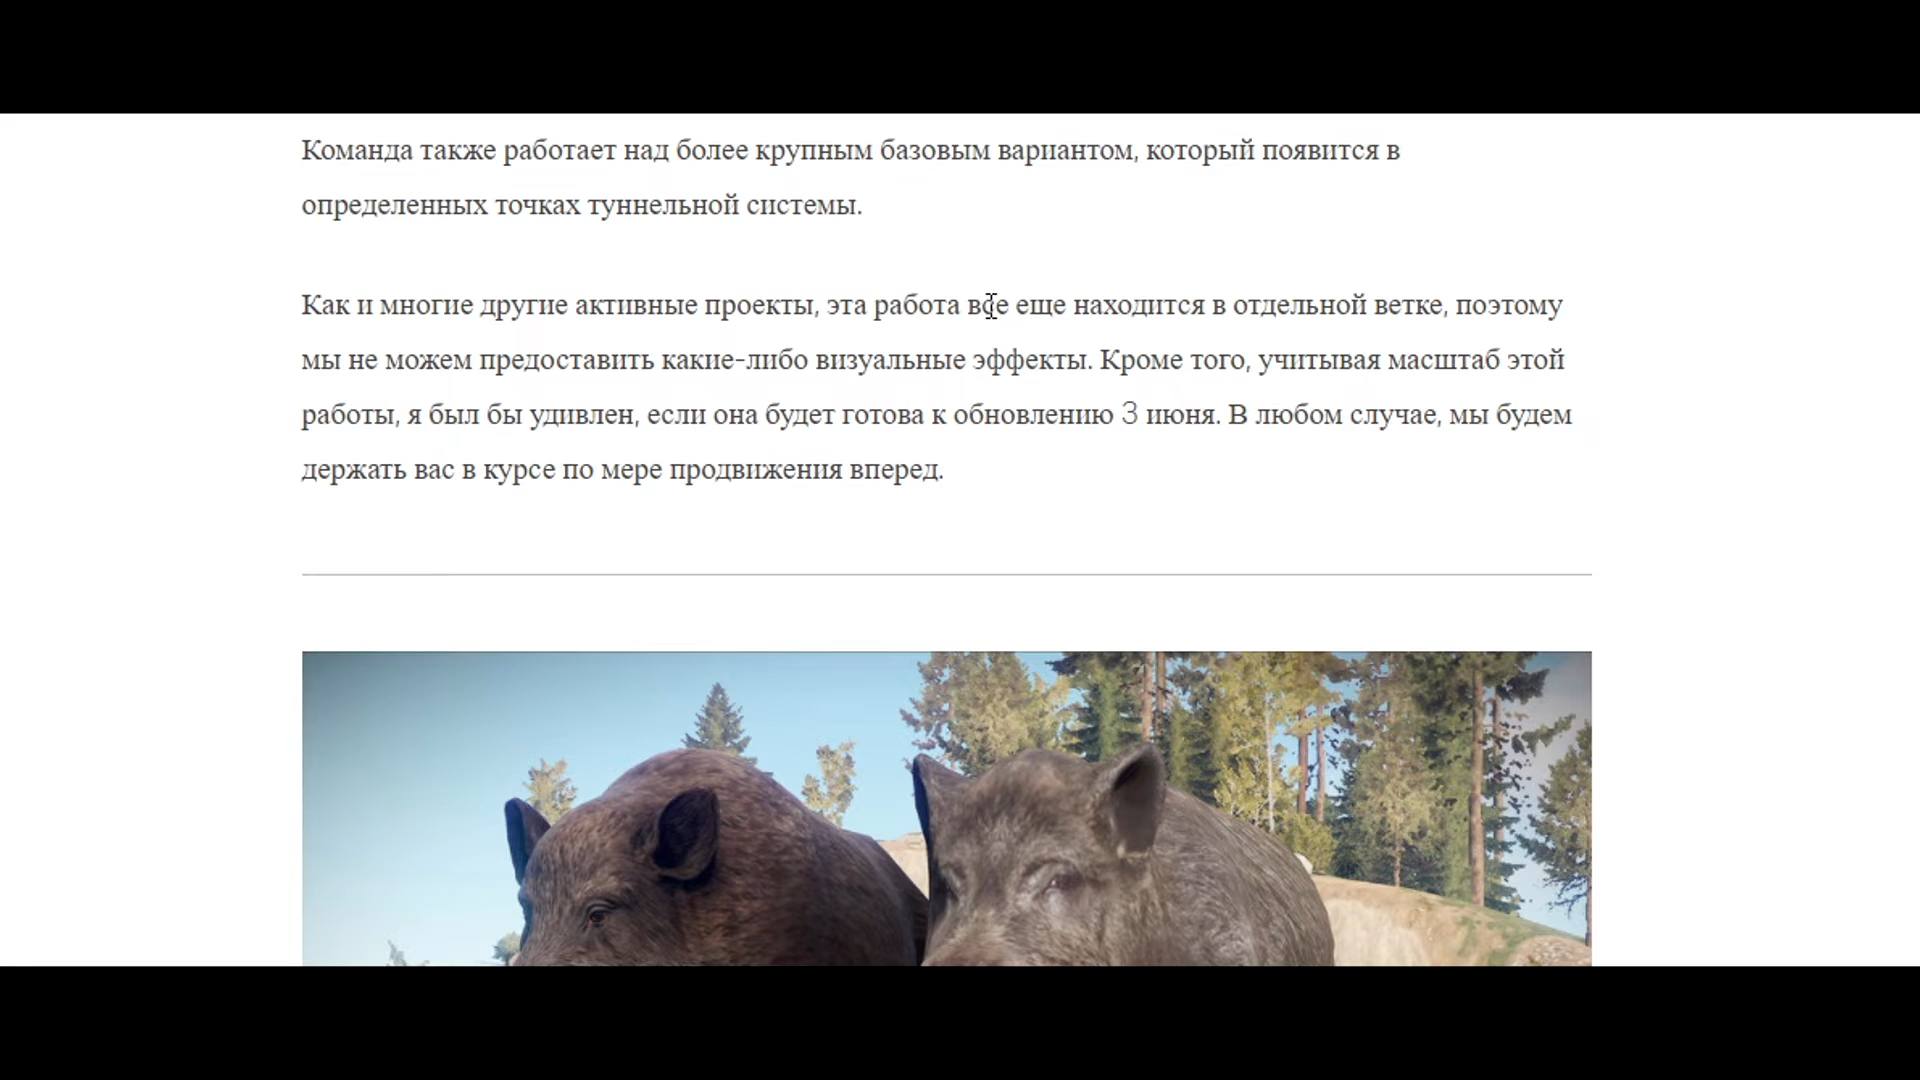 Команда также работает над более крупным базовым вариантом, который появится в
определенных точках туннельной системы.
Как и многие другие активные проекты, эта работа все еще находится в отдельной ветке, поэтому
мы не можем предоставить какие-либо визуальные эффекты. Кроме того, учитывая масштаб этой
работы, я был бы удивлен, если она будет готова к обновлению 3 июня. В любом случае, мы будем
держать вас в курсе по мере продвижения вперед.